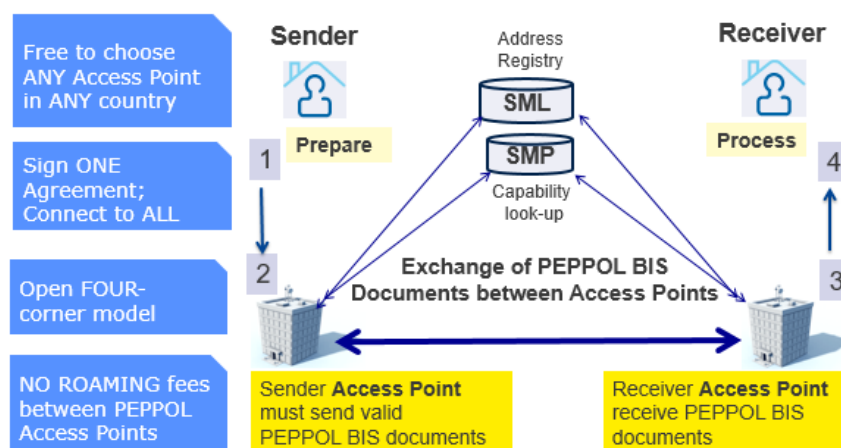 Free to choose
ANY Access Point
in ANY country
Sign ONE
Agreement;
Connect to ALL
Open FOUR-
corner model
NO ROAMING fees
between PEPPOL
Access Points
Sender
Address
Registry
Receiver
SML
Prepare
SMP
Process
1
4
Capability
look-up
2
Exchange of PEPPOL BIS
Documents between Access Points
3
Sender Access Point
must send valid
PEPPOL BIS documents
Receiver Access Point
receive PEPPOL BIS
documents